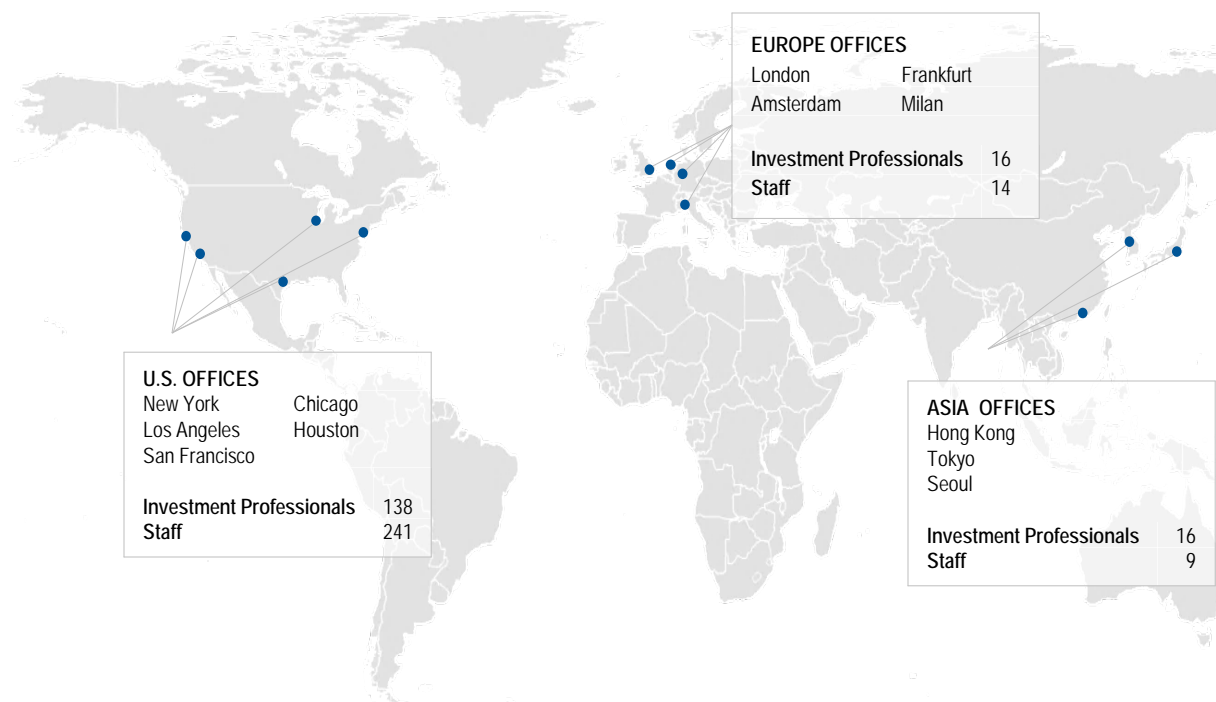 EUROPE OFFICES
London Frankfurt
Amsterdam Milan
Investment Professionals 16
Staff 14
U.S. OFFICES
New York Chicago
Los Angeles Houston
San Francisco
Investment Professionals 138
Staff 241
ASIA OFFICES
Hong Kong
Tokyo
Seoul
Investment Professionals 16
Staff 9